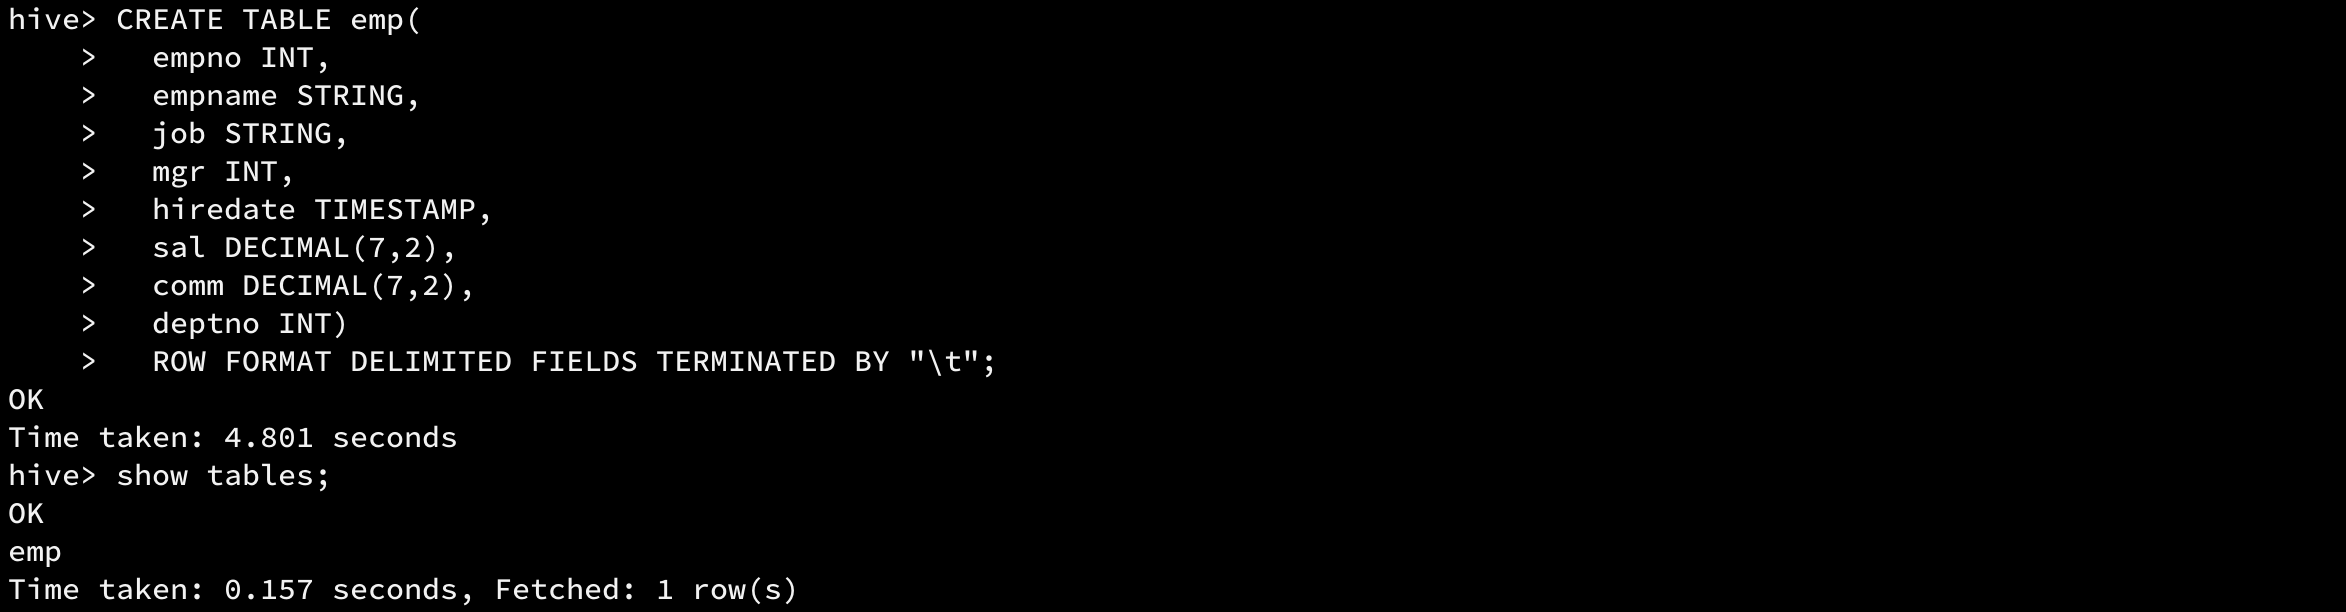 hive> CREATE TABLE emp(
    >   empno INT,
    >   empname STRING,
    >   job STRING,
    >   mgr INT,
    >   hiredate TIMESTAMP,
    >   sal DECIMAL(7,2),
    >   comm DECIMAL(7,2),
    >   deptno INT)
    >   ROW FORMAT DELIMITED FIELDS TERMINATED BY "\t";
OK
Time taken: 4.801 seconds
hive> show tables;
OK
emp
Time taken: 0.157 seconds, Fetched: 1 row(s)